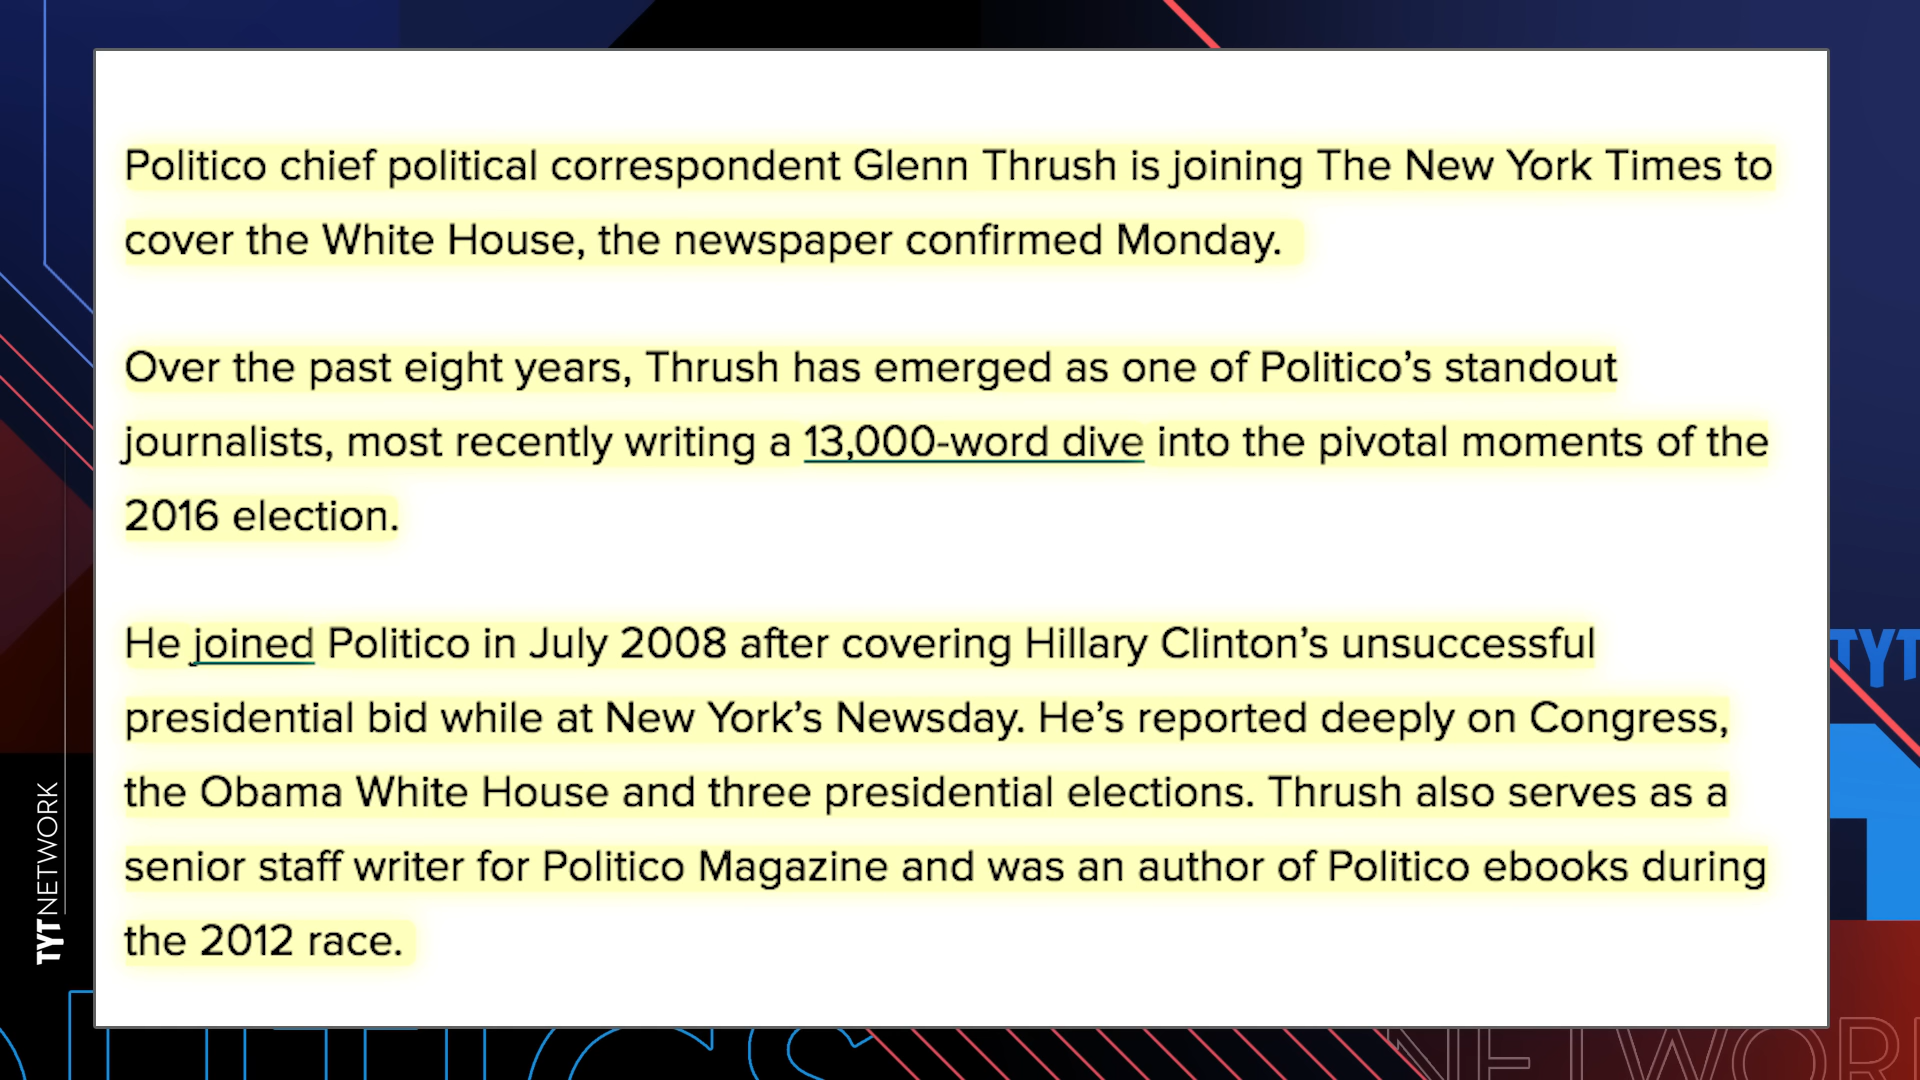 Politico chief political correspondent Glenn Thrush is joining The New York Times to
cover the White House, the newspaper confirmed Monday.
Over the past eight years, Thrush has emerged as one of Politico’s standout
journalists, most recently writing a 13,000-word dive into the pivotal moments of the
2016 election.
He joined Politico in July 2008 after covering Hillary Clinton’s unsuccessful
presidential bid while at New York’s Newsday. He’s reported deeply on Congress,
the Obama White House and three presidential elections. Thrush also serves as a
senior staff writer for Politico Magazine and was an author of Politico ebooks during
the 2012 race.
TYTNETWORK
TYT
NETWORK